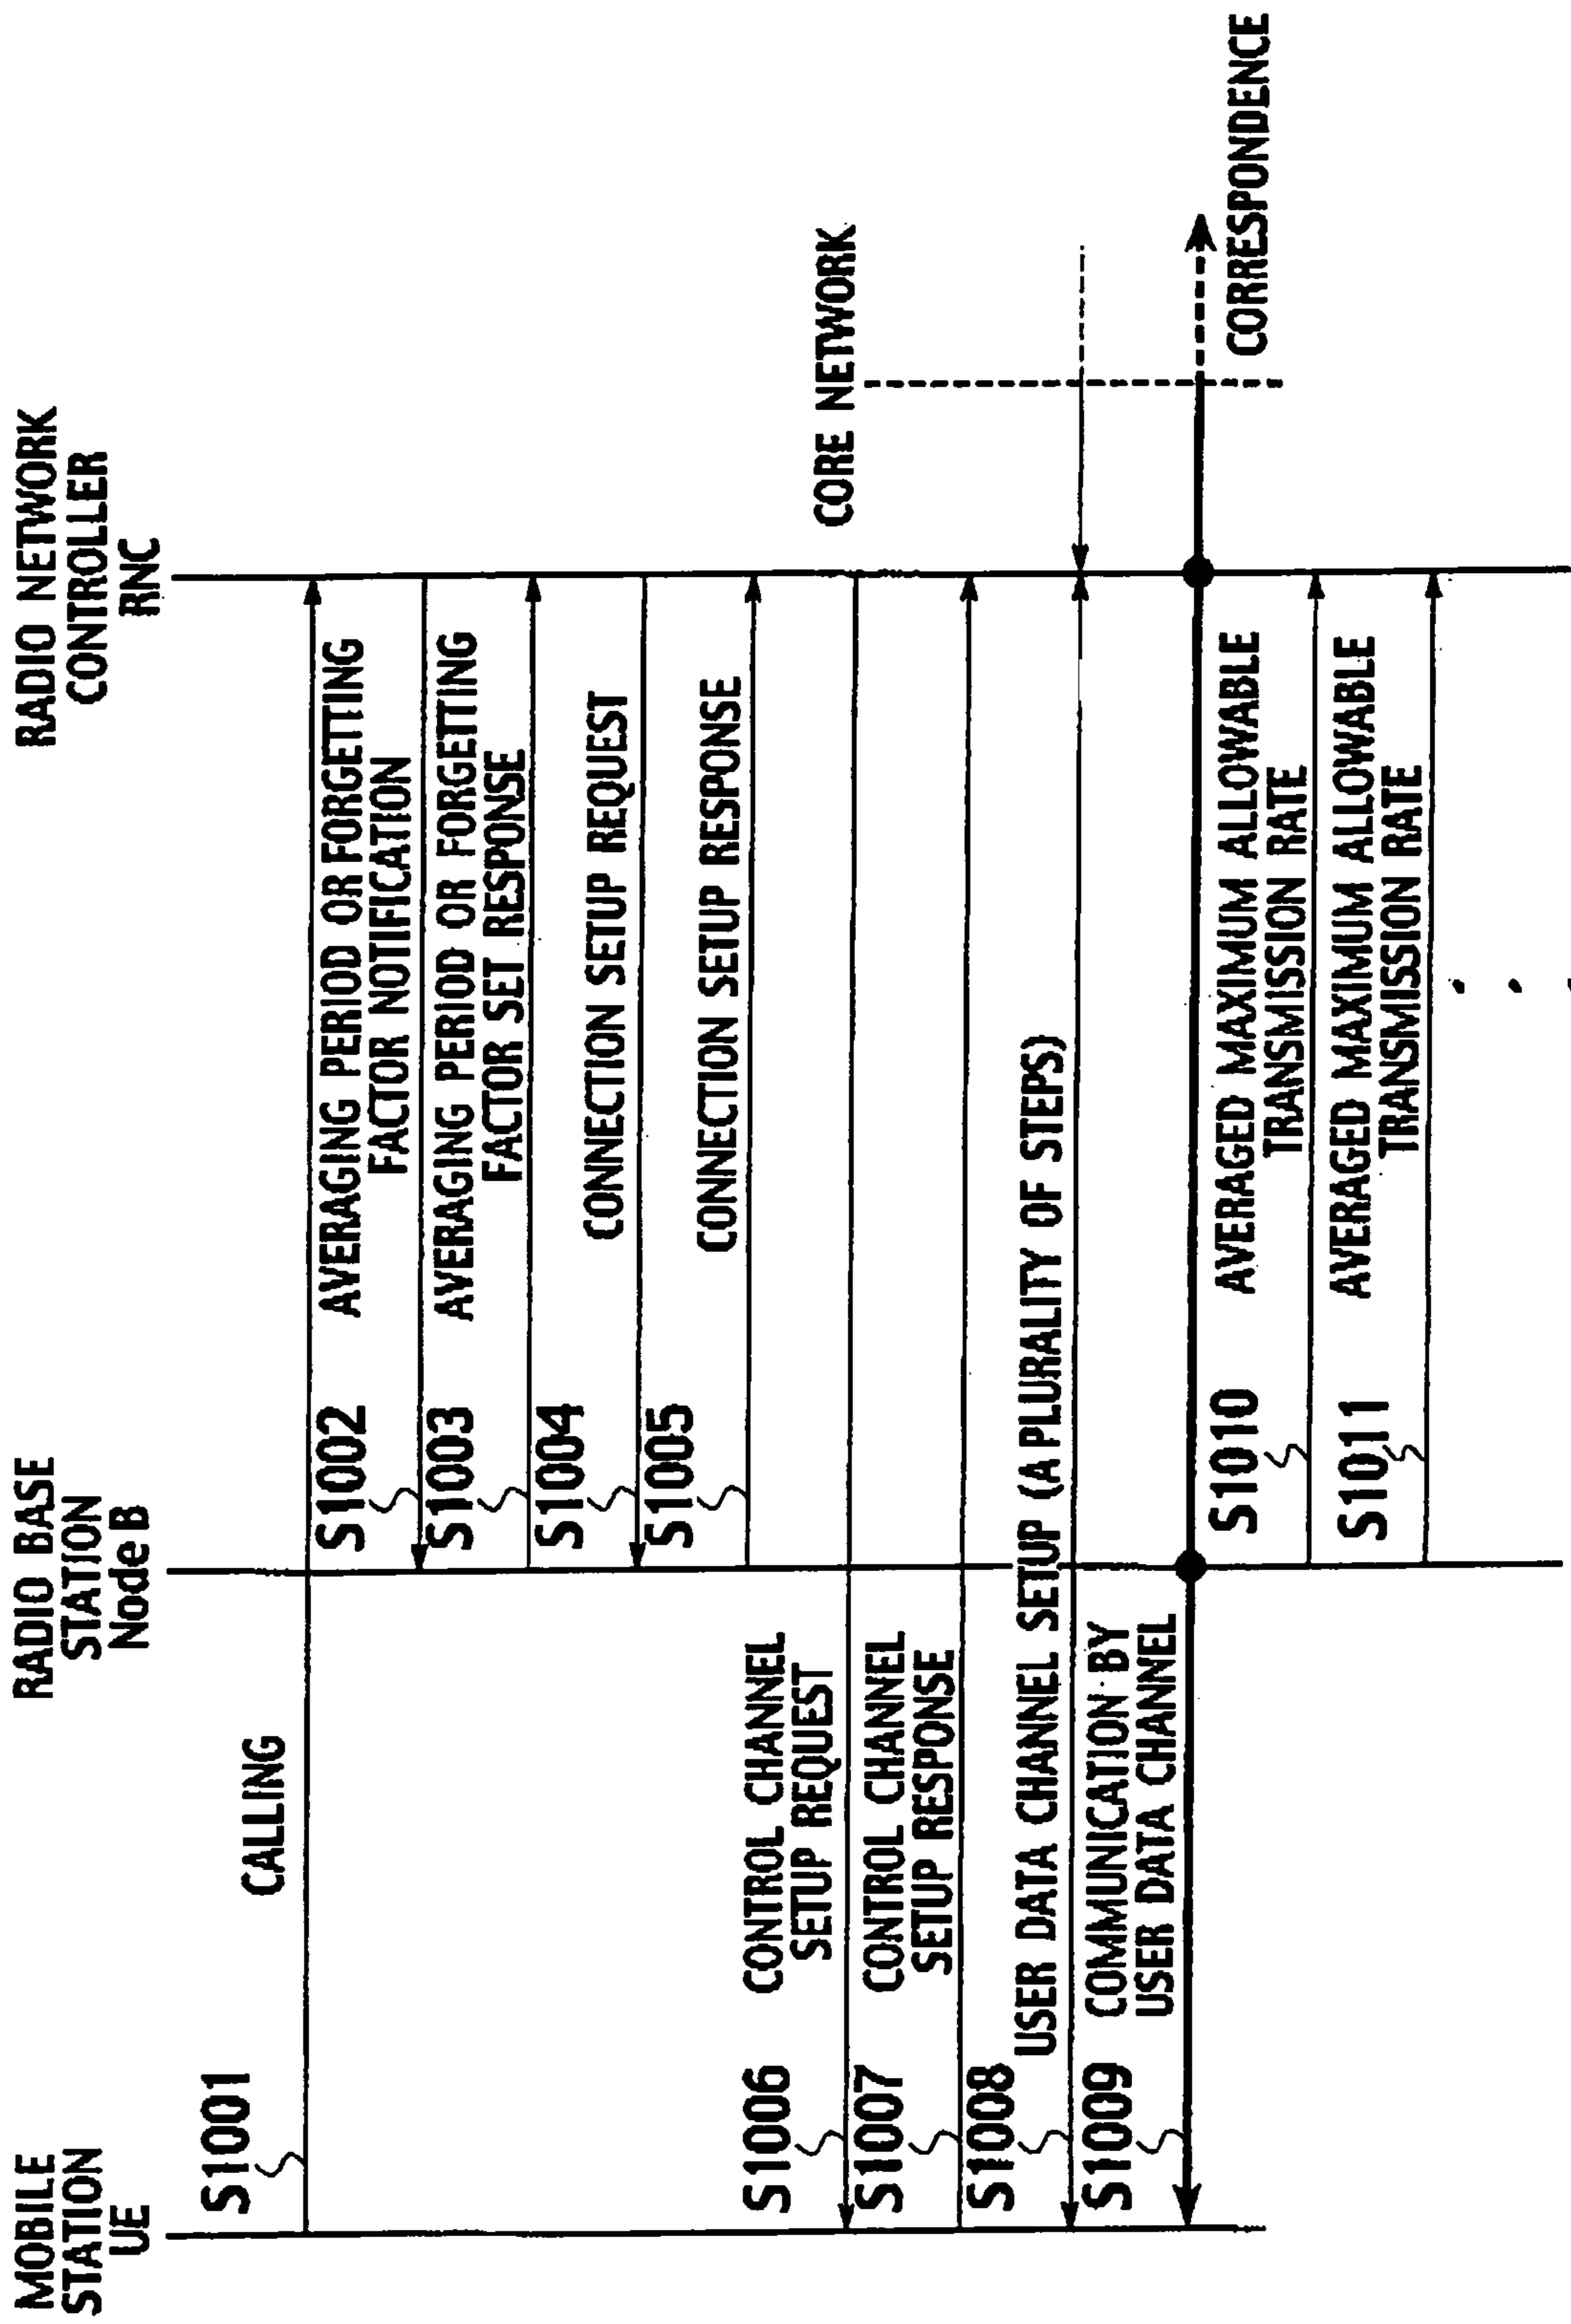 MOBILE
STATION
UE
RADIO BASE
STATION
Node B
RADIO NETWORK
CONTROLLER
RNC
S1001
CALLING
S1002
AVERAGING PERIOD OR FORGETTING
FACTOR NOTIFICATION
S1003
AVERAGING PERIOD OR FORGETTING
FACTOR SET RESPONSE
S1004
CONNECTION SETUP REQUEST
S1005
CONNECTION SETUP RESPONSE
S1006
CONTROL CHANNEL
SETUP REQUEST
CORE NETWORK
S1007
CONTROL CHANNEL
SETUP RESPONSE
S1008
USER DATA CHANNEL SETUP (A PLURALITY OF STEPS)
S1009
COMMUNICATION BY
USER DATA CHANNEL
CORRESPONDENCE
S1010
AVERAGED MAXIMUM ALLOWABLE
TRANSMISSION RATE
S1011
AVERAGED MAXIMUM ALLOWABLE
TRANSMISSION RATE